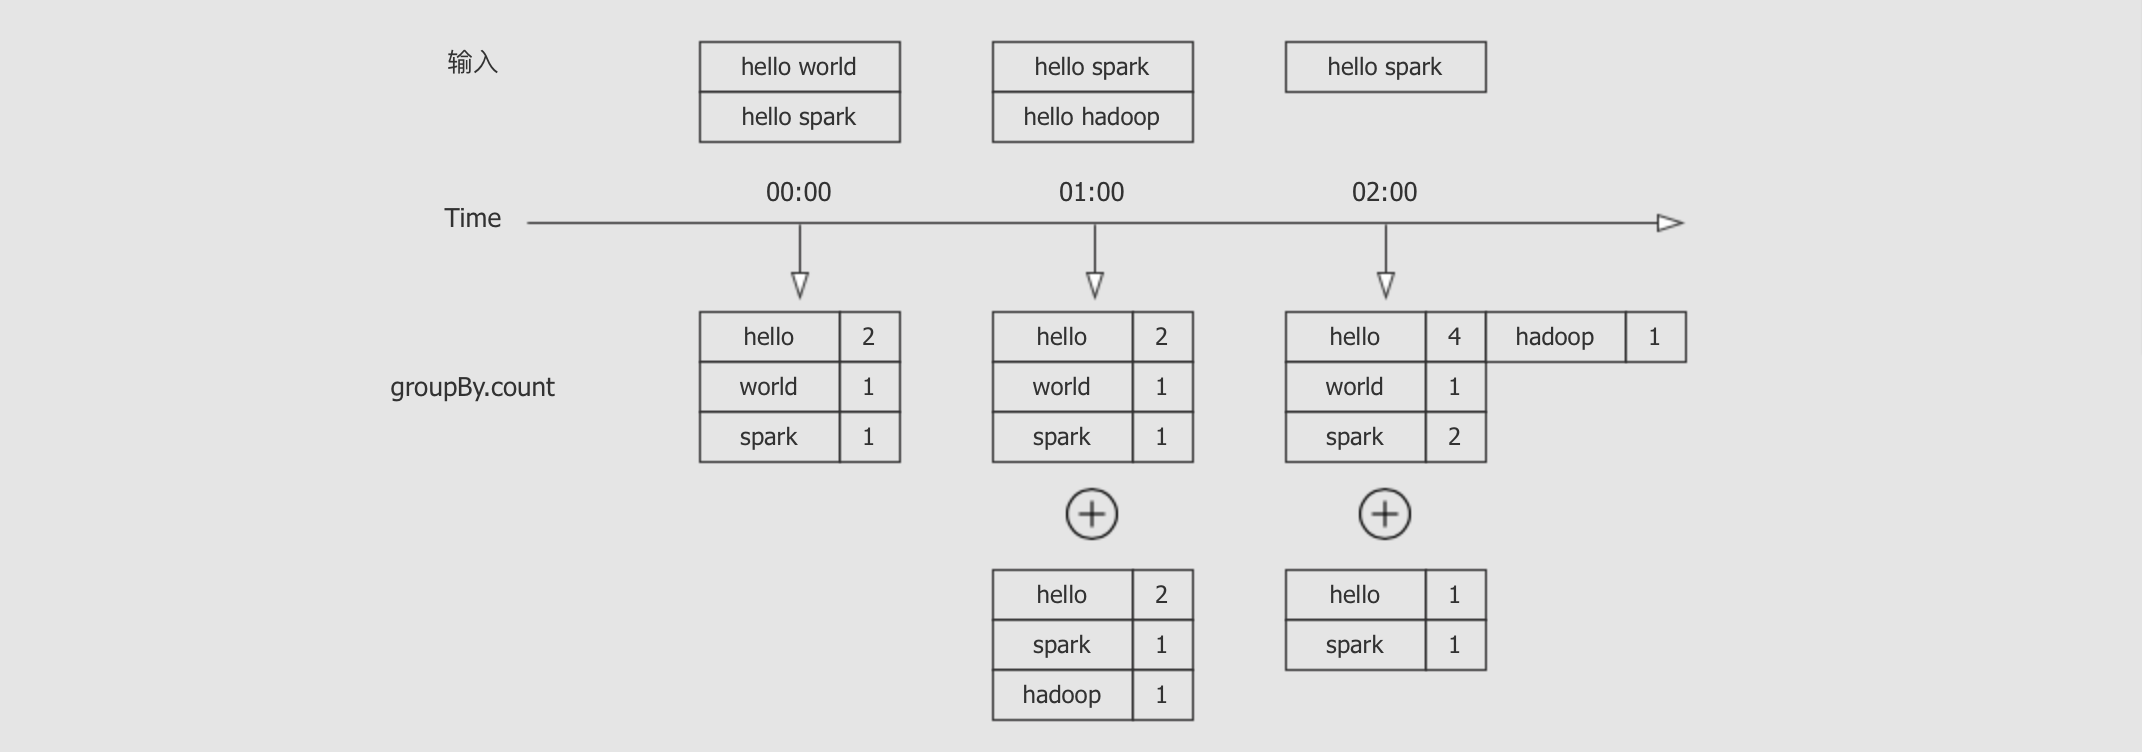 输入
hello world
hello spark
hello spark
hello hadoop
hello spark
Time
00:00
01:00
02:00
groupBy.count
hello 2
world 1
spark 1
hello 2
world 1
spark 1
hello 2
spark 1
hadoop 1
hello 4 hadoop 1
world 1
spark 2
hello 1
spark 1